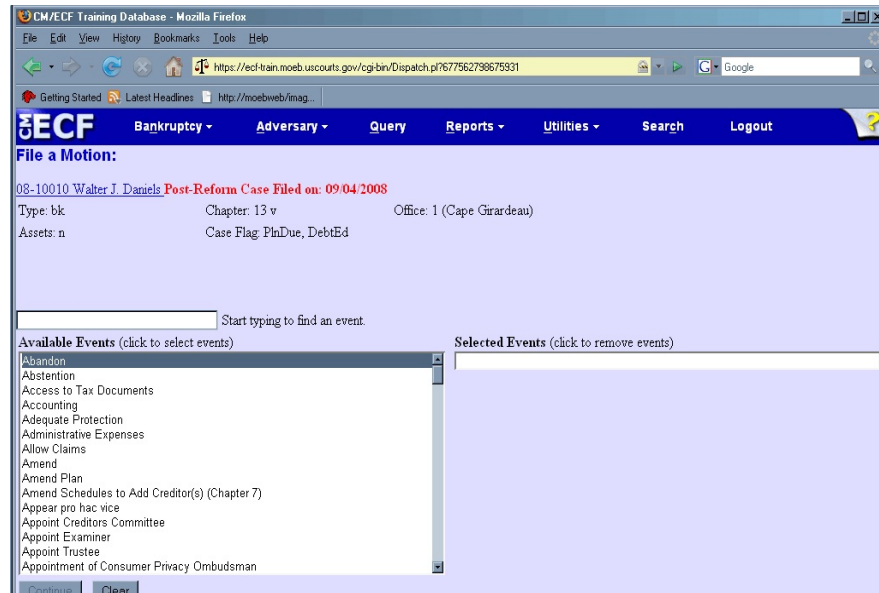 CM/ECF Training Database - Mozilla Firefox
File Edit View History Bookmarks Tools Help
https://ecf-train.moeb.uscourts.gov/cgi-bin/Dispatch.pl?677562798675931
Google
Getting Started Latest Headlines http://moebweb/imag...
CM ECF Bankruptcy Adversary Query Reports Utilities Search Logout ?
File a Motion:
08-10010 Walter J. Daniels Post-Reform Case Filed on: 09/04/2008
Type: bk Chapter: 13 v Office: 1 (Cape Girardeau)
Assets: n Case Flag: PlnDue, DebtEd
Start typing to find an event.
Available Events (click to select events) Selected Events (click to remove events)
Abandon
Abstention
Access to Tax Documents
Accounting
Adequate Protection
Administrative Expenses
Allow Claims
Amend
Amend Plan
Amend Schedules to Add Creditor(s) (Chapter 7)
Appear pro hac vice
Appoint Creditors Committee
Appoint Examiner
Appoint Trustee
Appointment of Consumer Privacy Ombudsman
Continue Clear